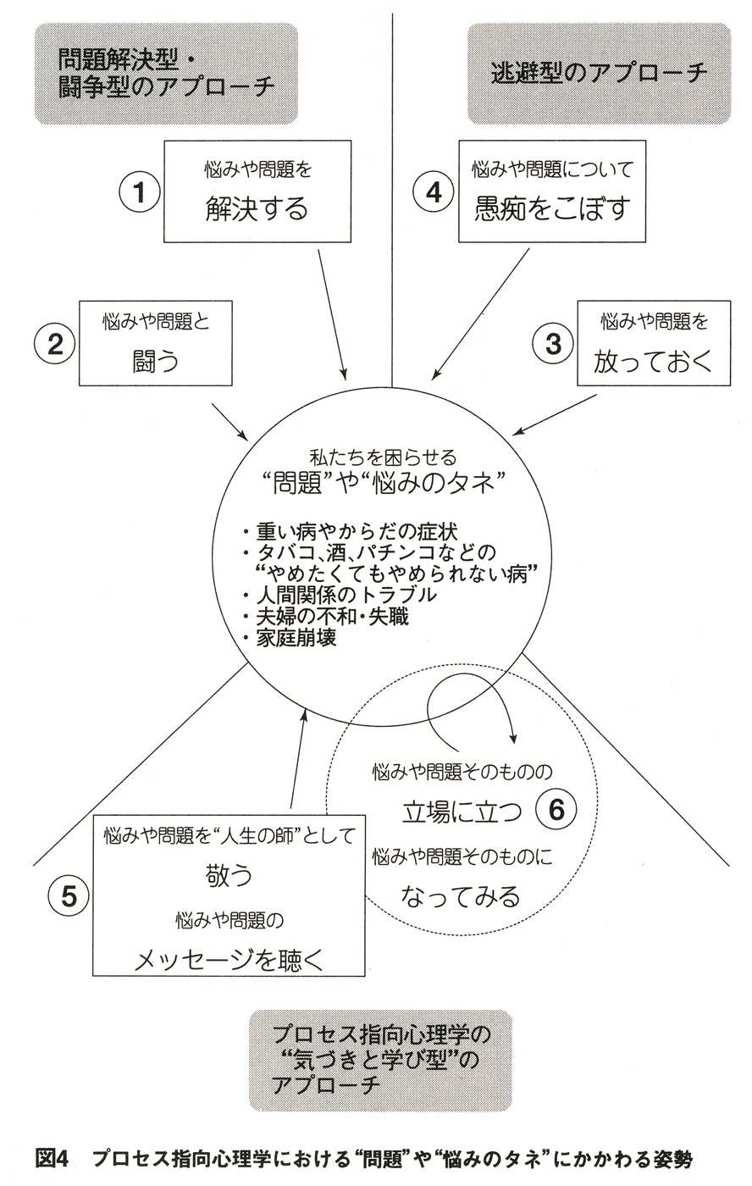 問題解決型・
闘争型のアプローチ
逃避型のアプローチ
①
悩みや問題を
解決する
④
悩みや問題について
愚痴をこぼす
②
悩みや問題と
闘う
③
悩みや問題を
放っておく
私たちを困らせる
“問題”や“悩みのタネ”
・重い病やからだの症状
・タバコ、酒、パチンコなどの
“やめたくてもやめられない病”
・人間関係のトラブル
・夫婦の不和・失職
・家庭崩壊
悩みや問題そのものの
立場に立つ
⑥
悩みや問題そのものに
なってみる
⑤
悩みや問題を“人生の師”として
敬う
悩みや問題の
メッセージを聴く
プロセス指向心理学の
“気づきと学び型”の
アプローチ
図4 プロセス指向心理学における“問題”や“悩みのタネ”にかかわる姿勢